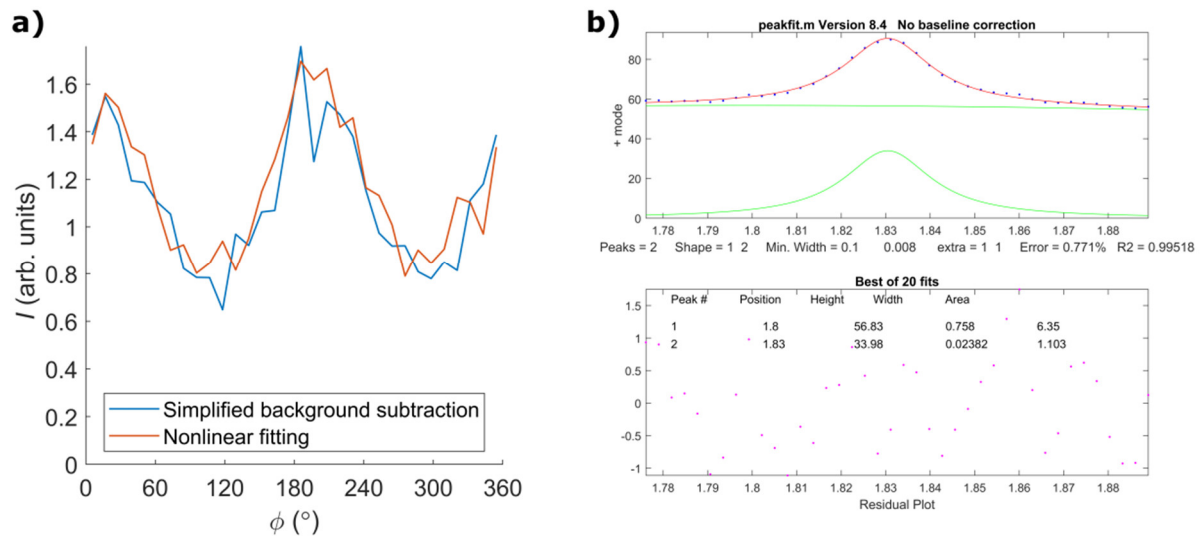 a)
I (arb. units)
1.6
1.4
1.2
1
0.8
0.6
0.4
0.2
0
Simplified background subtraction
Nonlinear fitting
0 60 120 180 240 300 360
ϕ (°)
b)
peakfit.m Version 8.4 No baseline correction
+ mode
80
60
40
20
0
1.78 1.79 1.8 1.81 1.82 1.83 1.84 1.85 1.86 1.87 1.88
Peaks = 2 Shape = 1 2 Min. Width = 0.1 0.008 extra = 1 1 Error = 0.771% R2 = 0.99518
Best of 20 fits
Peak # Position Height Width Area
1 1.8 56.83 0.758 6.35
2 1.83 33.98 0.02382 1.103
1.5
1
0.5
0
-0.5
-1
1.78 1.79 1.8 1.81 1.82 1.83 1.84 1.85 1.86 1.87 1.88
Residual Plot